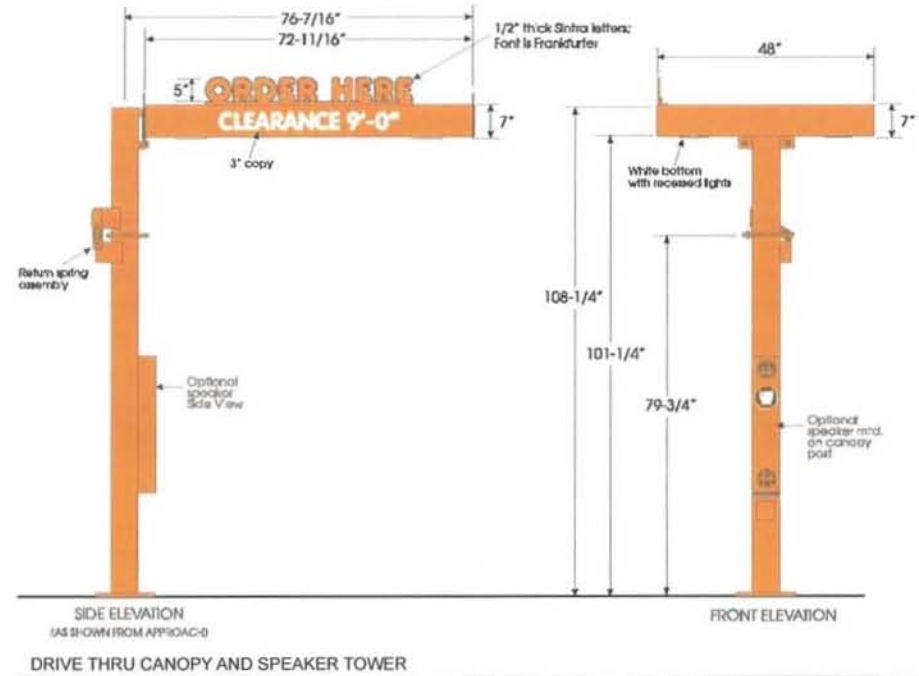 76-7/16"
72-11/16"
1/2" thick Sintra letters;
Font is Frankfurter
48"
5"
ORDER HERE
CLEARANCE 9'-0"
7"
7"
3" copy
White bottom
with recessed lights
Return spring
assembly
108-1/4"
101-1/4"
79-3/4"
Optional
speaker
Side View
Optional
speaker mtd.
on canopy
post
SIDE ELEVATION
(AS SHOWN FROM APPROACH)
FRONT ELEVATION
DRIVE THRU CANOPY AND SPEAKER TOWER